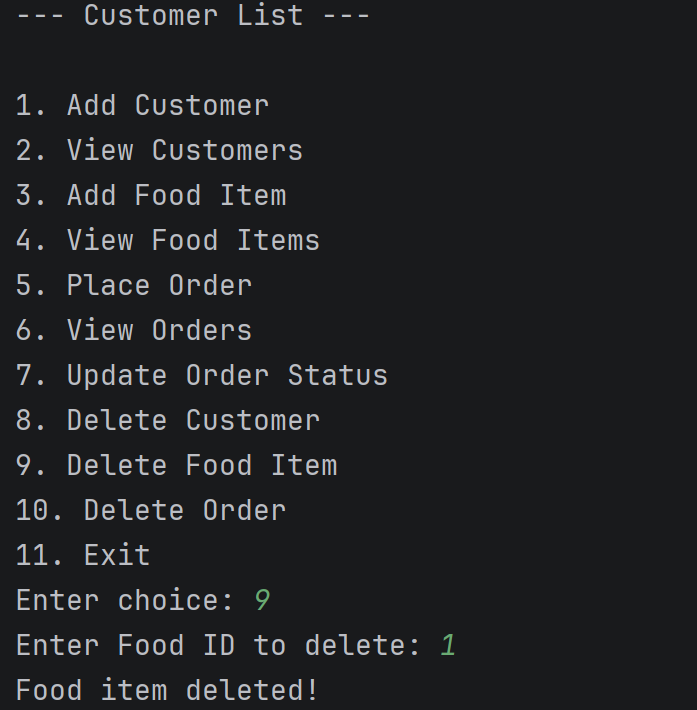 --- Customer List ---
1. Add Customer
2. View Customers
3. Add Food Item
4. View Food Items
5. Place Order
6. View Orders
7. Update Order Status
8. Delete Customer
9. Delete Food Item
10. Delete Order
11. Exit
Enter choice: 9
Enter Food ID to delete: 1
Food item deleted!